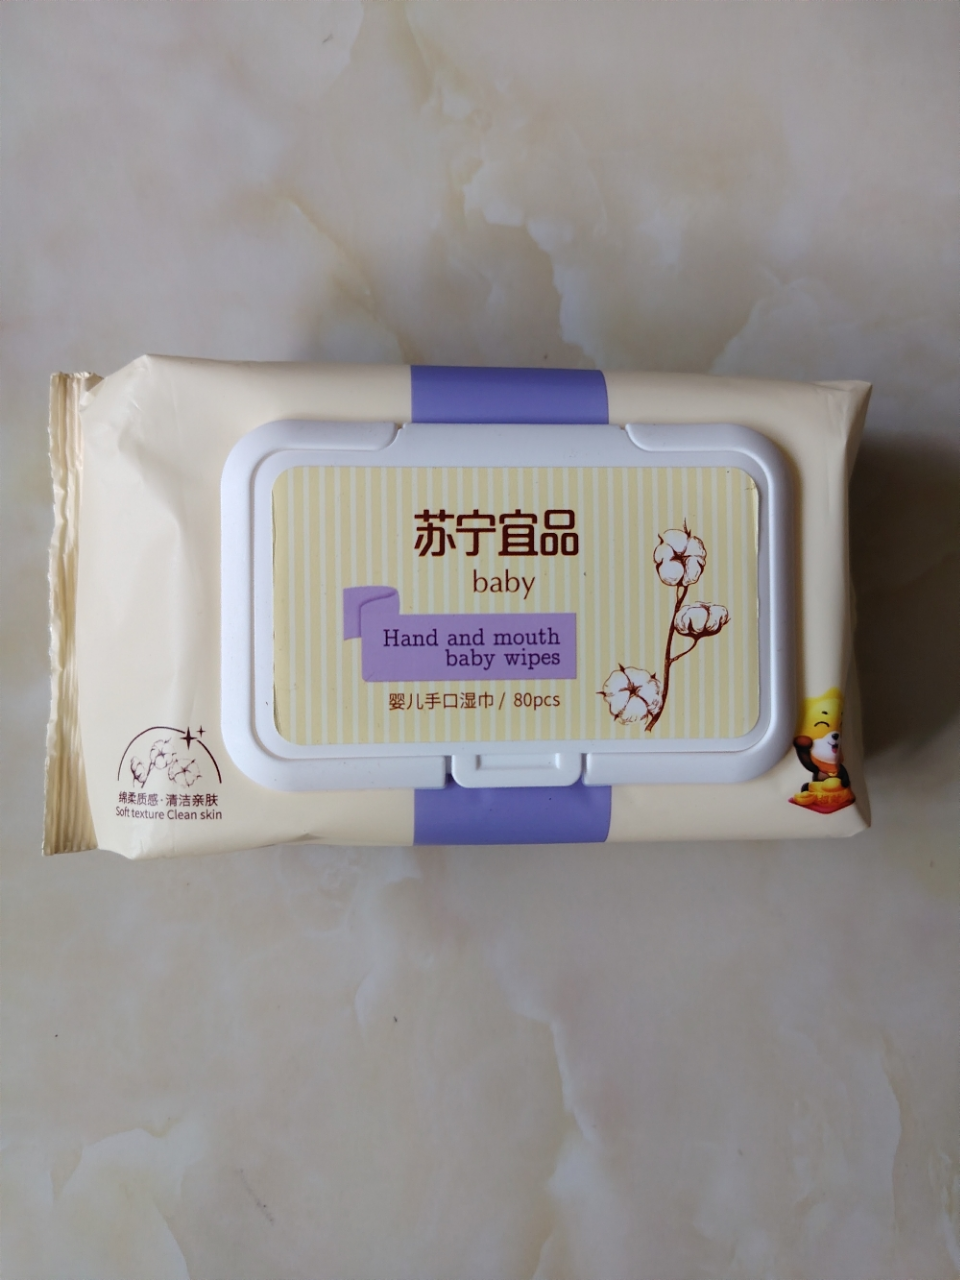 苏宁宜品
baby
Hand and mouth
baby wipes
婴儿手口湿巾 / 80pcs
绵柔质感·清洁亲肤
Soft texture Clean skin